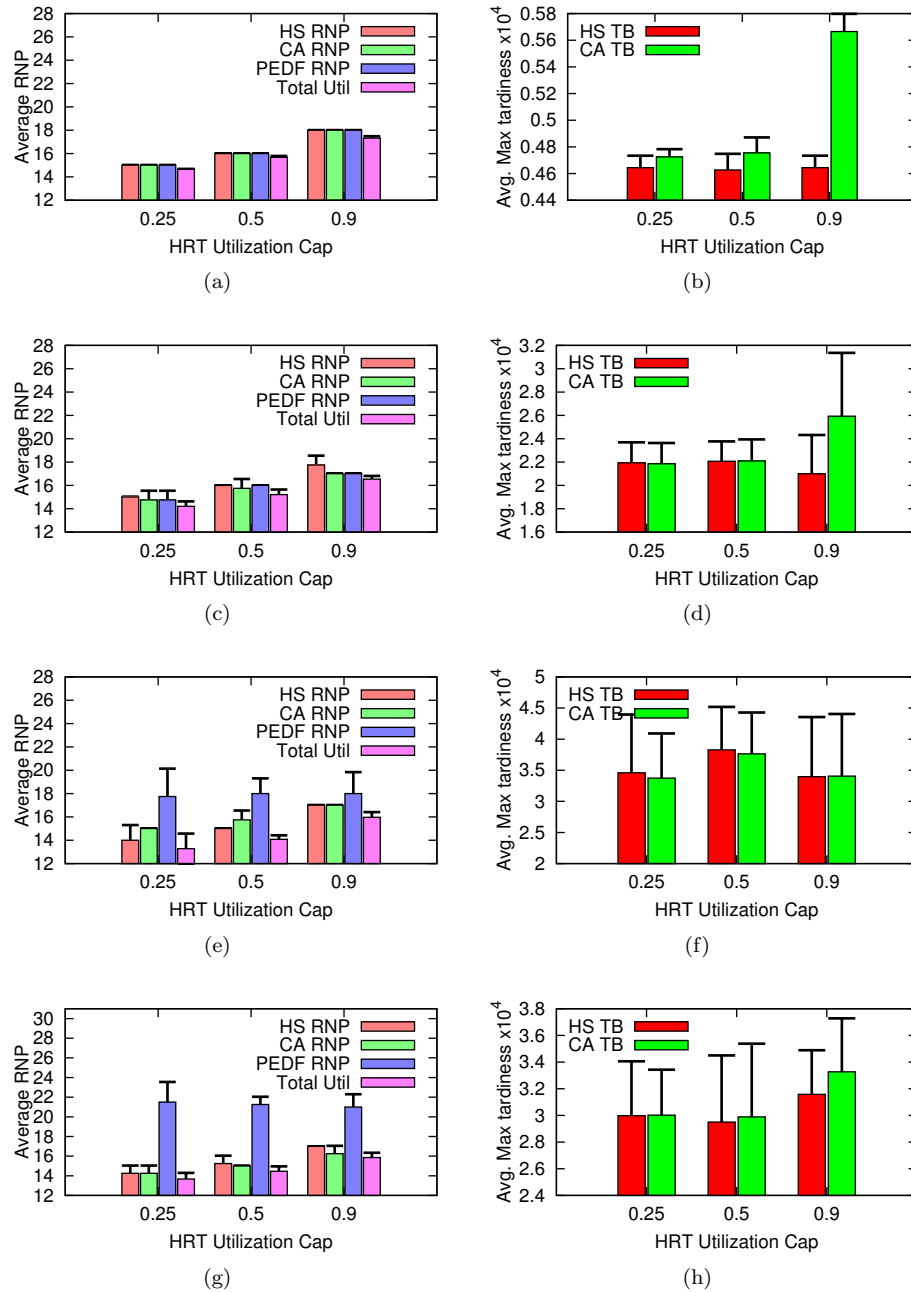 28
26
24
22
20
18
16
14
12
Average RNP
HS RNP
CA RNP
PEDF RNP
Total Util
0.25 0.5 0.9
HRT Utilization Cap
(a)
0.58
0.56
0.54
0.52
0.5
0.48
0.46
0.44
Avg. Max tardiness x10^4
HS TB
CA TB
0.25 0.5 0.9
HRT Utilization Cap
(b)
28
26
24
22
20
18
16
14
12
Average RNP
HS RNP
CA RNP
PEDF RNP
Total Util
0.25 0.5 0.9
HRT Utilization Cap
(c)
3.2
3
2.8
2.6
2.4
2.2
2
1.8
1.6
Avg. Max tardiness x10^4
HS TB
CA TB
0.25 0.5 0.9
HRT Utilization Cap
(d)
28
26
24
22
20
18
16
14
12
Average RNP
HS RNP
CA RNP
PEDF RNP
Total Util
0.25 0.5 0.9
HRT Utilization Cap
(e)
5
4.5
4
3.5
3
2.5
2
Avg. Max tardiness x10^4
HS TB
CA TB
0.25 0.5 0.9
HRT Utilization Cap
(f)
30
28
26
24
22
20
18
16
14
12
Average RNP
HS RNP
CA RNP
PEDF RNP
Total Util
0.25 0.5 0.9
HRT Utilization Cap
(g)
3.8
3.6
3.4
3.2
3
2.8
2.6
2.4
Avg. Max tardiness x10^4
HS TB
CA TB
0.25 0.5 0.9
HRT Utilization Cap
(h)